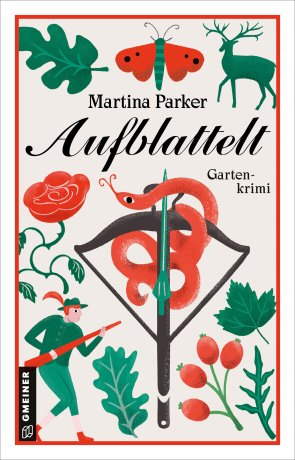 Martina Parker
Aufblattelt
Garten-
krimi
GMEINER